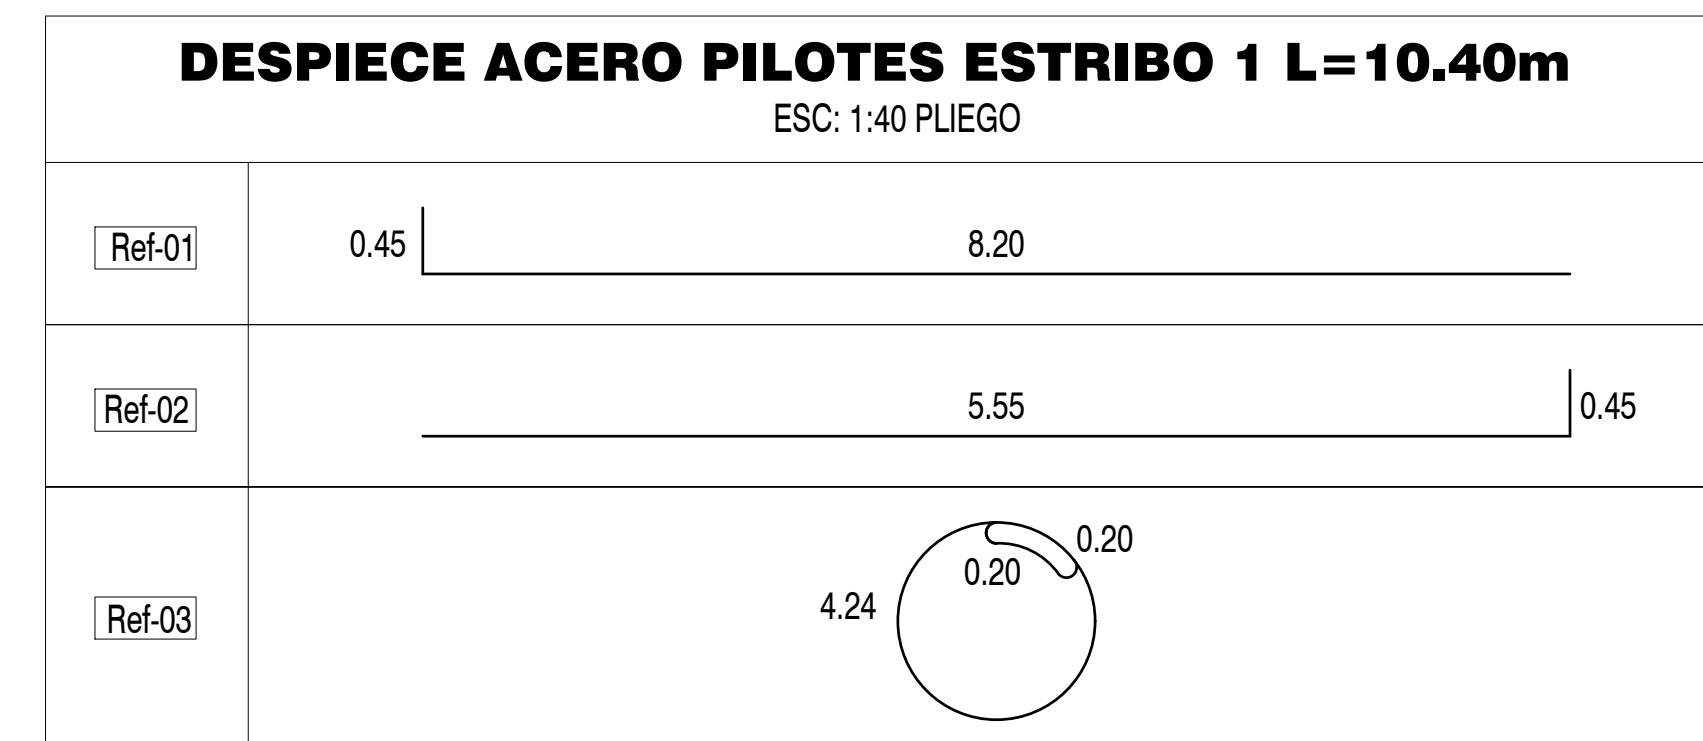 DESPIECE ACERO PILOTES ESTRIBO 1 L=10.40m
ESC: 1:40 PLIEGO
Ref-01
0.45
8.20
Ref-02
5.55
0.45
Ref-03
0.20
0.20
4.24